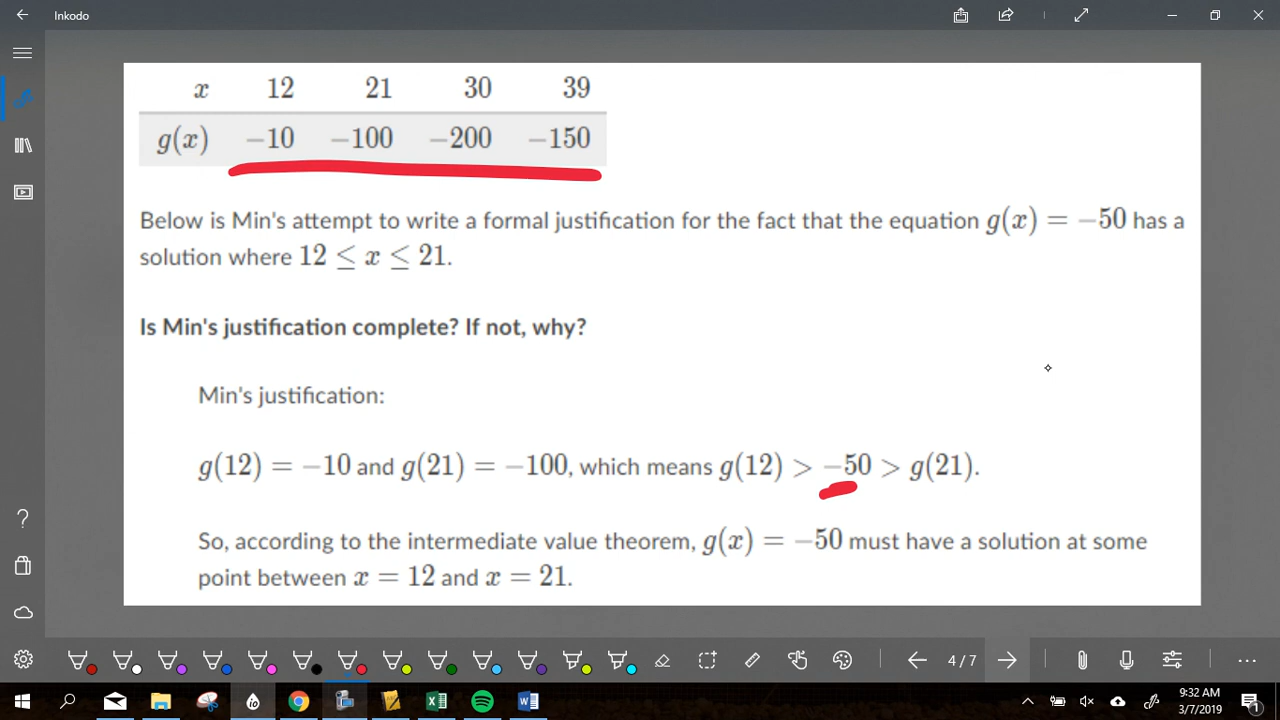 Inkodo
x 12 21 30 39
g(x) −10 −100 −200 −150
Below is Min's attempt to write a formal justification for the fact that the equation g(x) = −50 has a
solution where 12 ≤ x ≤ 21.
Is Min's justification complete? If not, why?
Min's justification:
g(12) = −10 and g(21) = −100, which means g(12) > −50 > g(21).
So, according to the intermediate value theorem, g(x) = −50 must have a solution at some
point between x = 12 and x = 21.
4 / 7
9:32 AM
3/7/2019